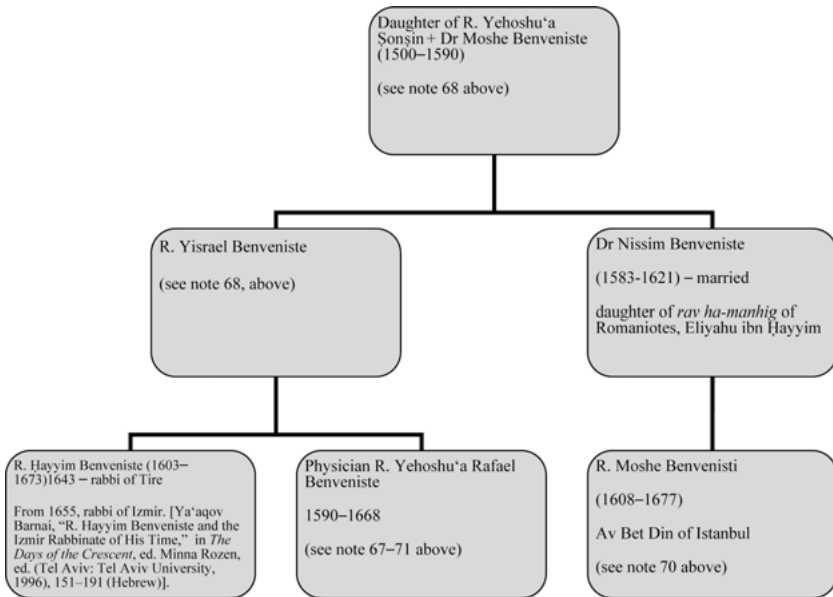 Daughter of R. Yehoshu‘a
Ṣonṣin + Dr Moshe Benveniste
(1500–1590)
(see note 68 above)
R. Yisrael Benveniste
(see note 68, above)
Dr Nissim Benveniste
(1583-1621) – married
daughter of rav ha-manhig of
Romaniotes, Eliyahu ibn Ḥayyim
R. Ḥayyim Benveniste (1603–
1673)1643 – rabbi of Tire
From 1655, rabbi of Izmir. [Ya‘aqov
Barnai, “R. Hayyim Benveniste and the
Izmir Rabbinate of His Time,” in The
Days of the Crescent, ed. Minna Rozen,
ed. (Tel Aviv: Tel Aviv University,
1996), 151–191 (Hebrew)].
Physician R. Yehoshu‘a Rafael
Benveniste
1590–1668
(see note 67–71 above)
R. Moshe Benvenisti
(1608–1677)
Av Bet Din of Istanbul
(see note 70 above)